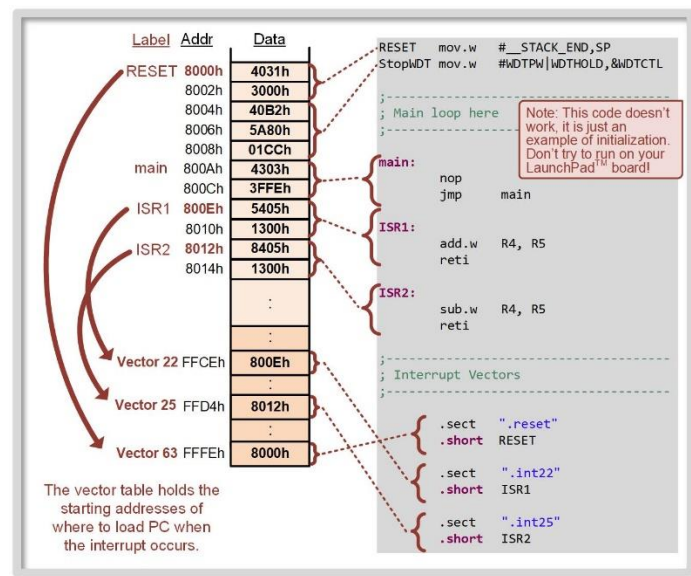 Label Addr Data
RESET 8000h 4031h
8002h 3000h
8004h 40B2h
8006h 5A80h
8008h 01CCh
main 800Ah 4303h
800Ch 3FFEh
ISR1 800Eh 5405h
8010h 1300h
ISR2 8012h 8405h
8014h 1300h
:
:
Vector 22 FFCEh 800Eh
:
Vector 25 FFD4h 8012h
:
Vector 63 FFFEh 8000h
The vector table holds the
starting addresses of
where to load PC when
the interrupt occurs.
RESET mov.w #__STACK_END,SP
StopWDT mov.w #WDTPW|WDTHOLD,&WDTCTL
;-----------------------------------------
; Main loop here
;-----------------------------------------
Note: This code doesn't
work, it is just an
example of initialization.
Don't try to run on your
LaunchPad™ board!
main:
nop
jmp main
ISR1:
add.w R4, R5
reti
ISR2:
sub.w R4, R5
reti
;-----------------------------------------
; Interrupt Vectors
;-----------------------------------------
.sect ".reset"
.short RESET
.sect ".int22"
.short ISR1
.sect ".int25"
.short ISR2